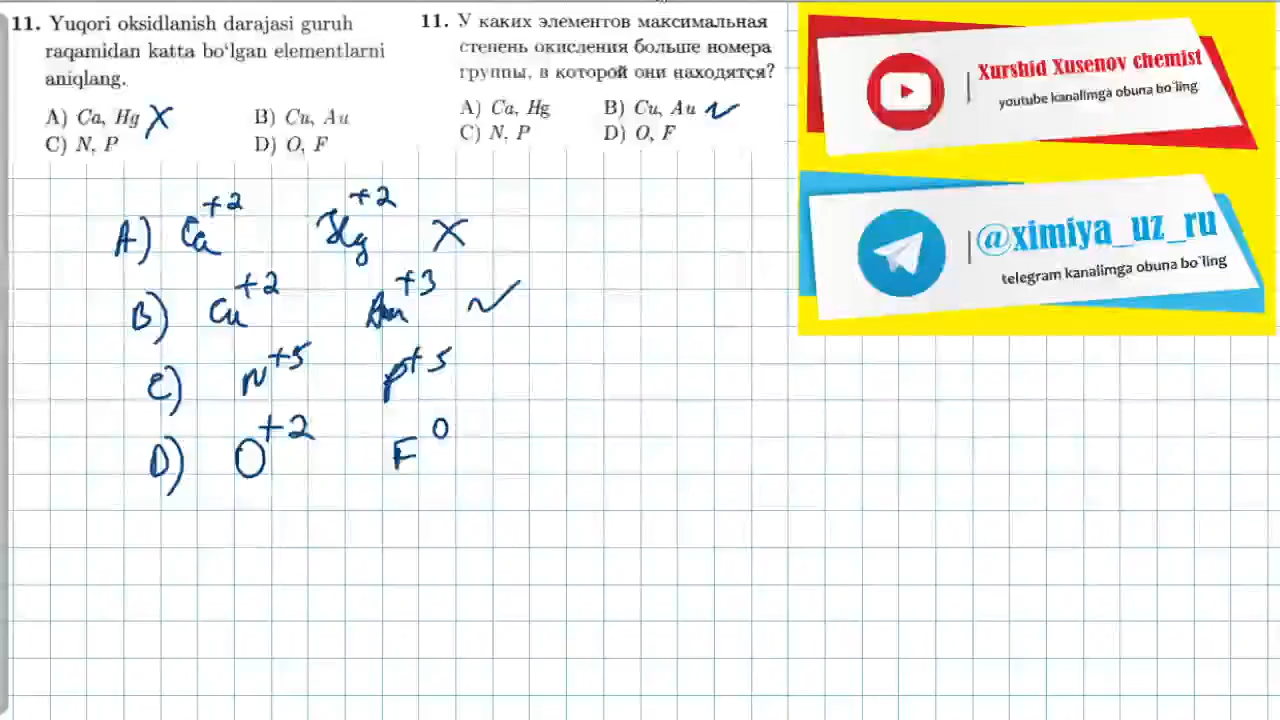 11. Yuqori oksidlanish darajasi guruh
raqamidan katta bo‘lgan elementlarni
aniqlang.
A) Ca, Hg X
B) Cu, Au
C) N, P
D) O, F
11. У каких элементов максимальная
степень окисления больше номера
группы, в которой они находятся?
A) Ca, Hg
B) Cu, Au
C) N, P
D) O, F
A) Ca+2 Hg+2 X
B) Cu+2 Au+3 ✓
C) N+5 P+5
D) O+2 F0
Xurshid Xusenov chemist
youtube kanalimga obuna bo`ling
@ximiya_uz_ru
telegram kanalimga obuna bo`ling